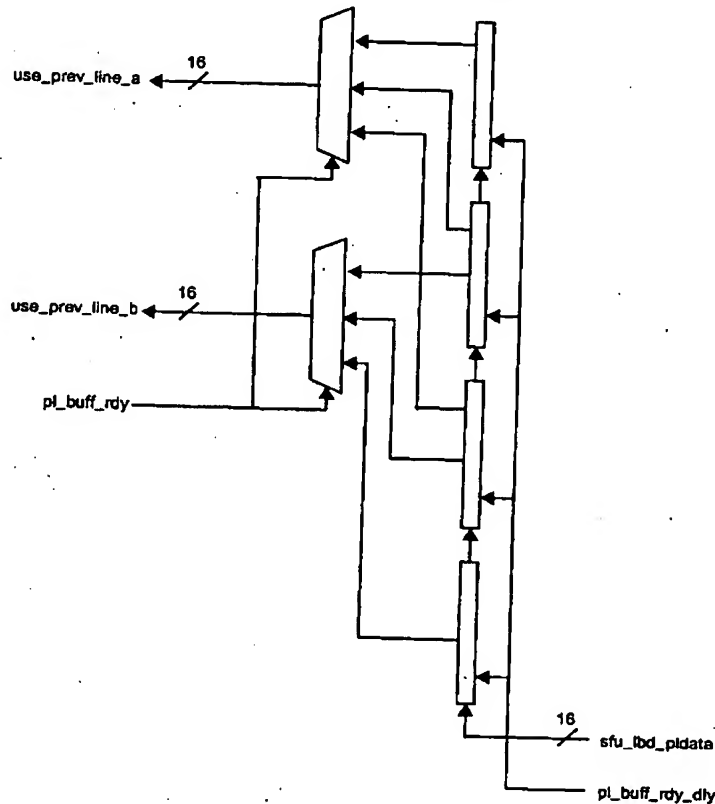 16
use_prev_line_a
16
use_prev_line_b
pl_buff_rdy
16
sfu_lbd_pldata
pl_buff_rdy_dly